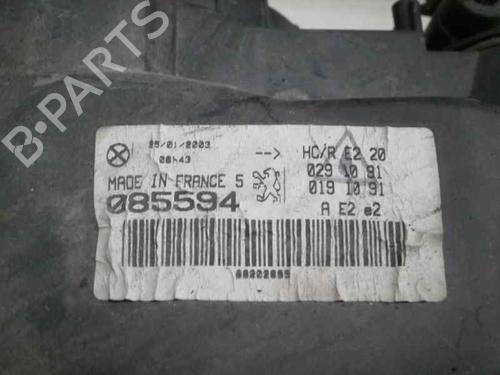 25/01/2003
08h43
MADE IN FRANCE 5
085594
--> HC/R E2 20
029 10 91
019 10 91
A E2 e2
BPARTS